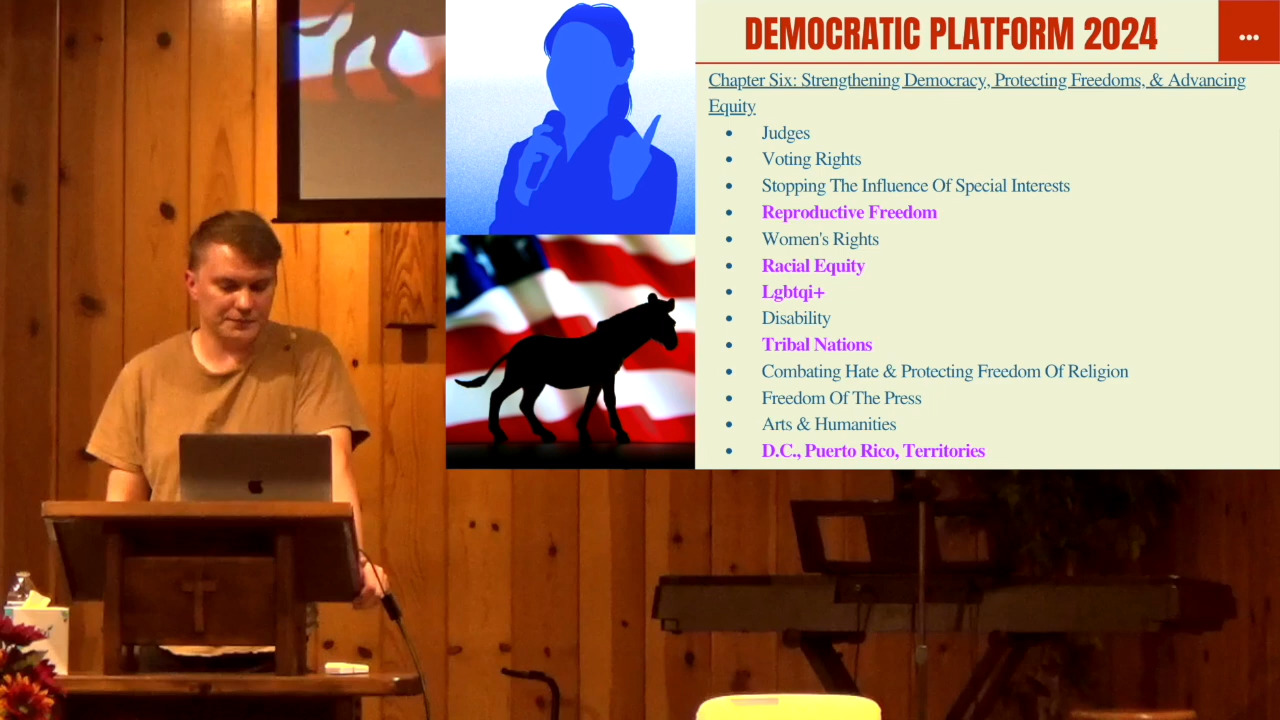 DEMOCRATIC PLATFORM 2024
Chapter Six: Strengthening Democracy, Protecting Freedoms, & Advancing
Equity
• Judges
• Voting Rights
• Stopping The Influence Of Special Interests
• Reproductive Freedom
• Women's Rights
• Racial Equity
• Lgbtqi+
• Disability
• Tribal Nations
• Combating Hate & Protecting Freedom Of Religion
• Freedom Of The Press
• Arts & Humanities
• D.C., Puerto Rico, Territories